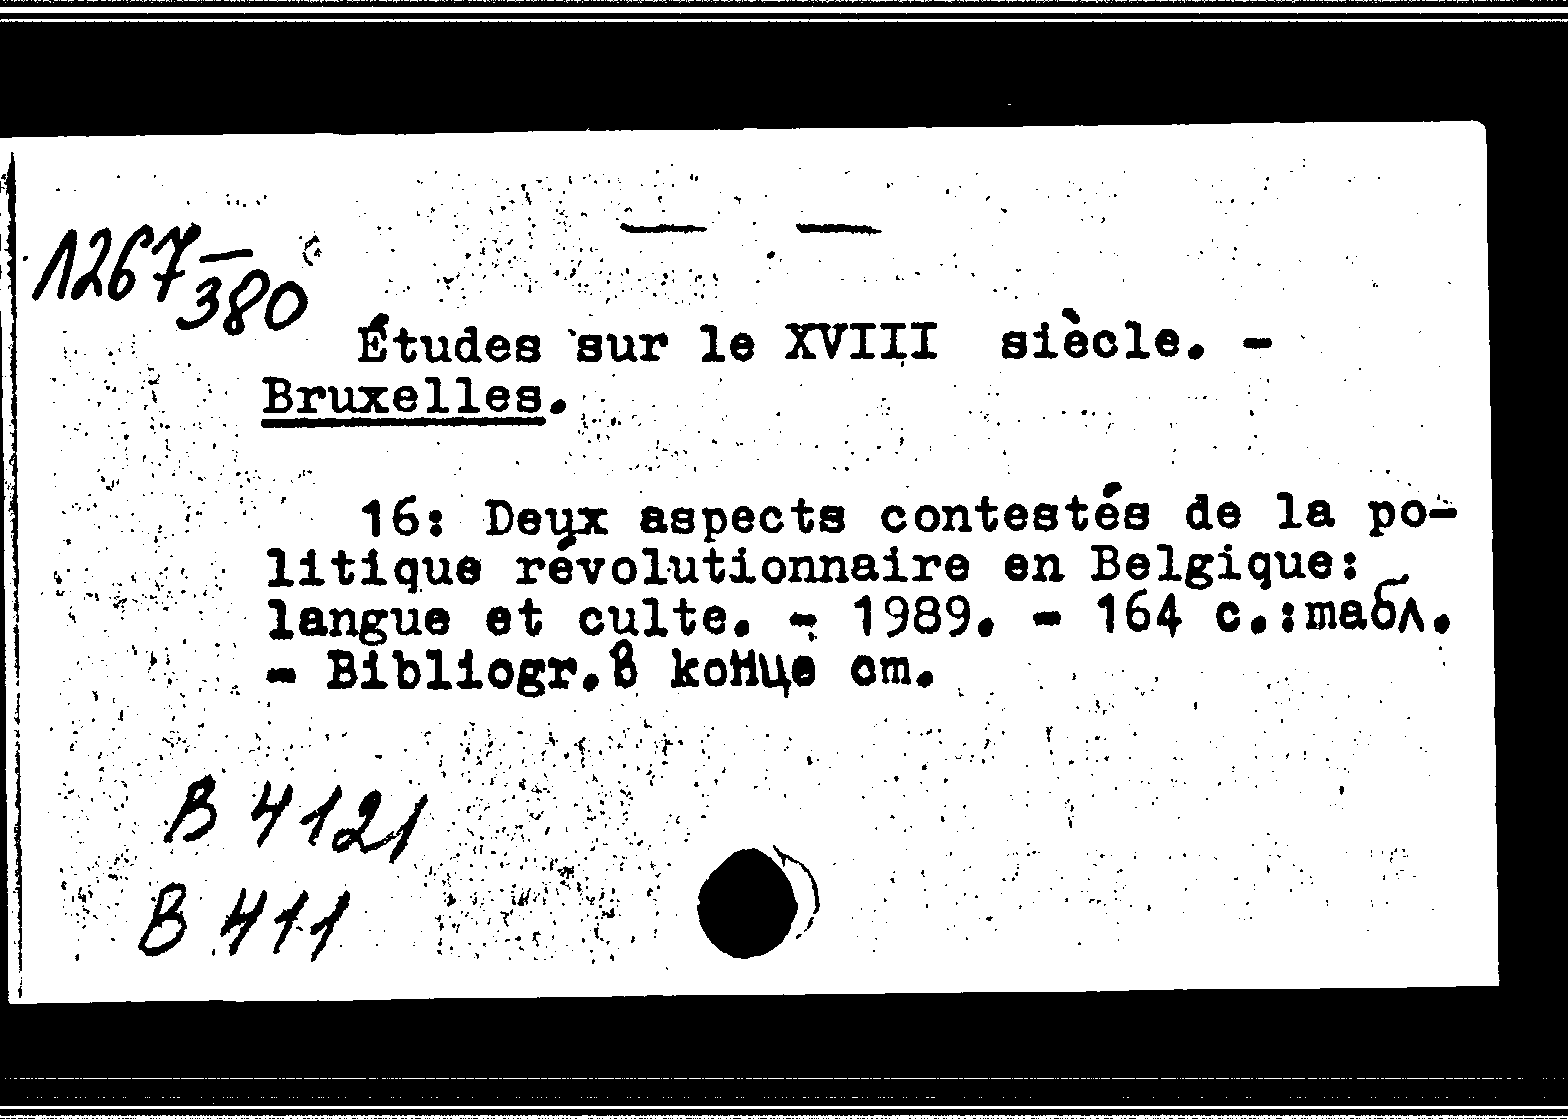 — —
1267/380
Études sur le XVIII siècle. -
Bruxelles.
16: Deux aspects contestés de la po-
litique révolutionnaire en Belgique:
langue et culte. - 1989. - 164 с.:табл.
- Bibliogr.в конце ст.
В 4121
В 411